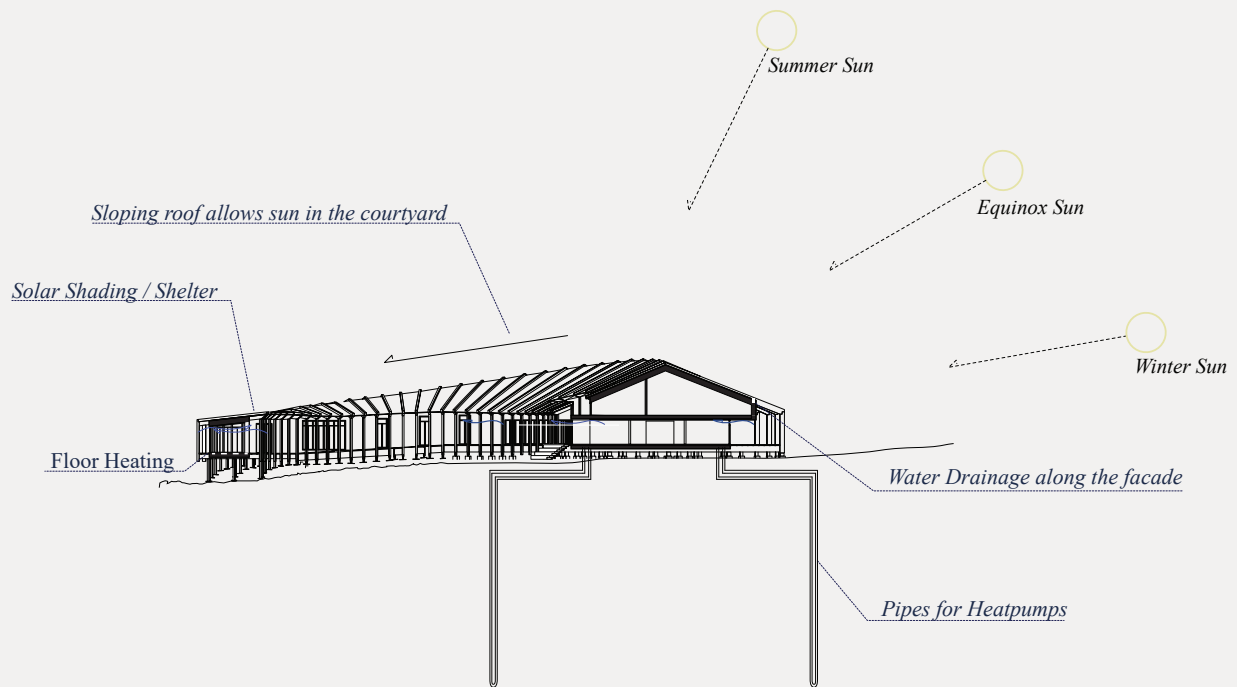 Summer Sun
Equinox Sun
Sloping roof allows sun in the courtyard
Solar Shading / Shelter
Winter Sun
Floor Heating
Water Drainage along the facade
Pipes for Heatpumps